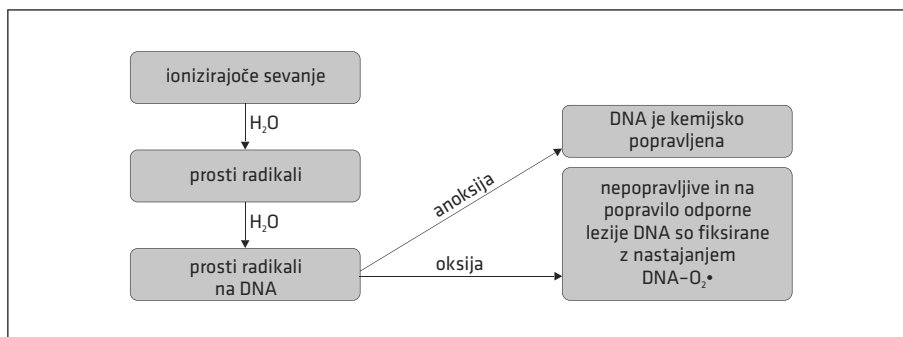 ionizirajoče sevanje
H₂O
prosti radikali
H₂O
prosti radikali
na DNA
anoksija
oksija
DNA je kemijsko
popravljena
nepopravljive in na
popravilo odporne
lezije DNA so fiksirane
z nastajanjem
DNA–O₂•